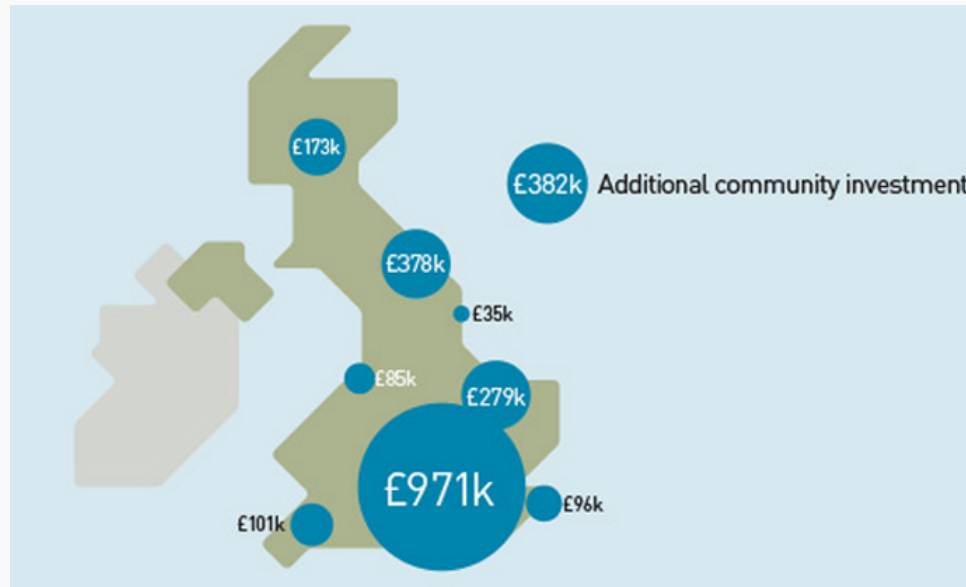 £173k
£382k Additional community investment
£378k
£35k
£85k
£279k
£971k
£96k
£101k